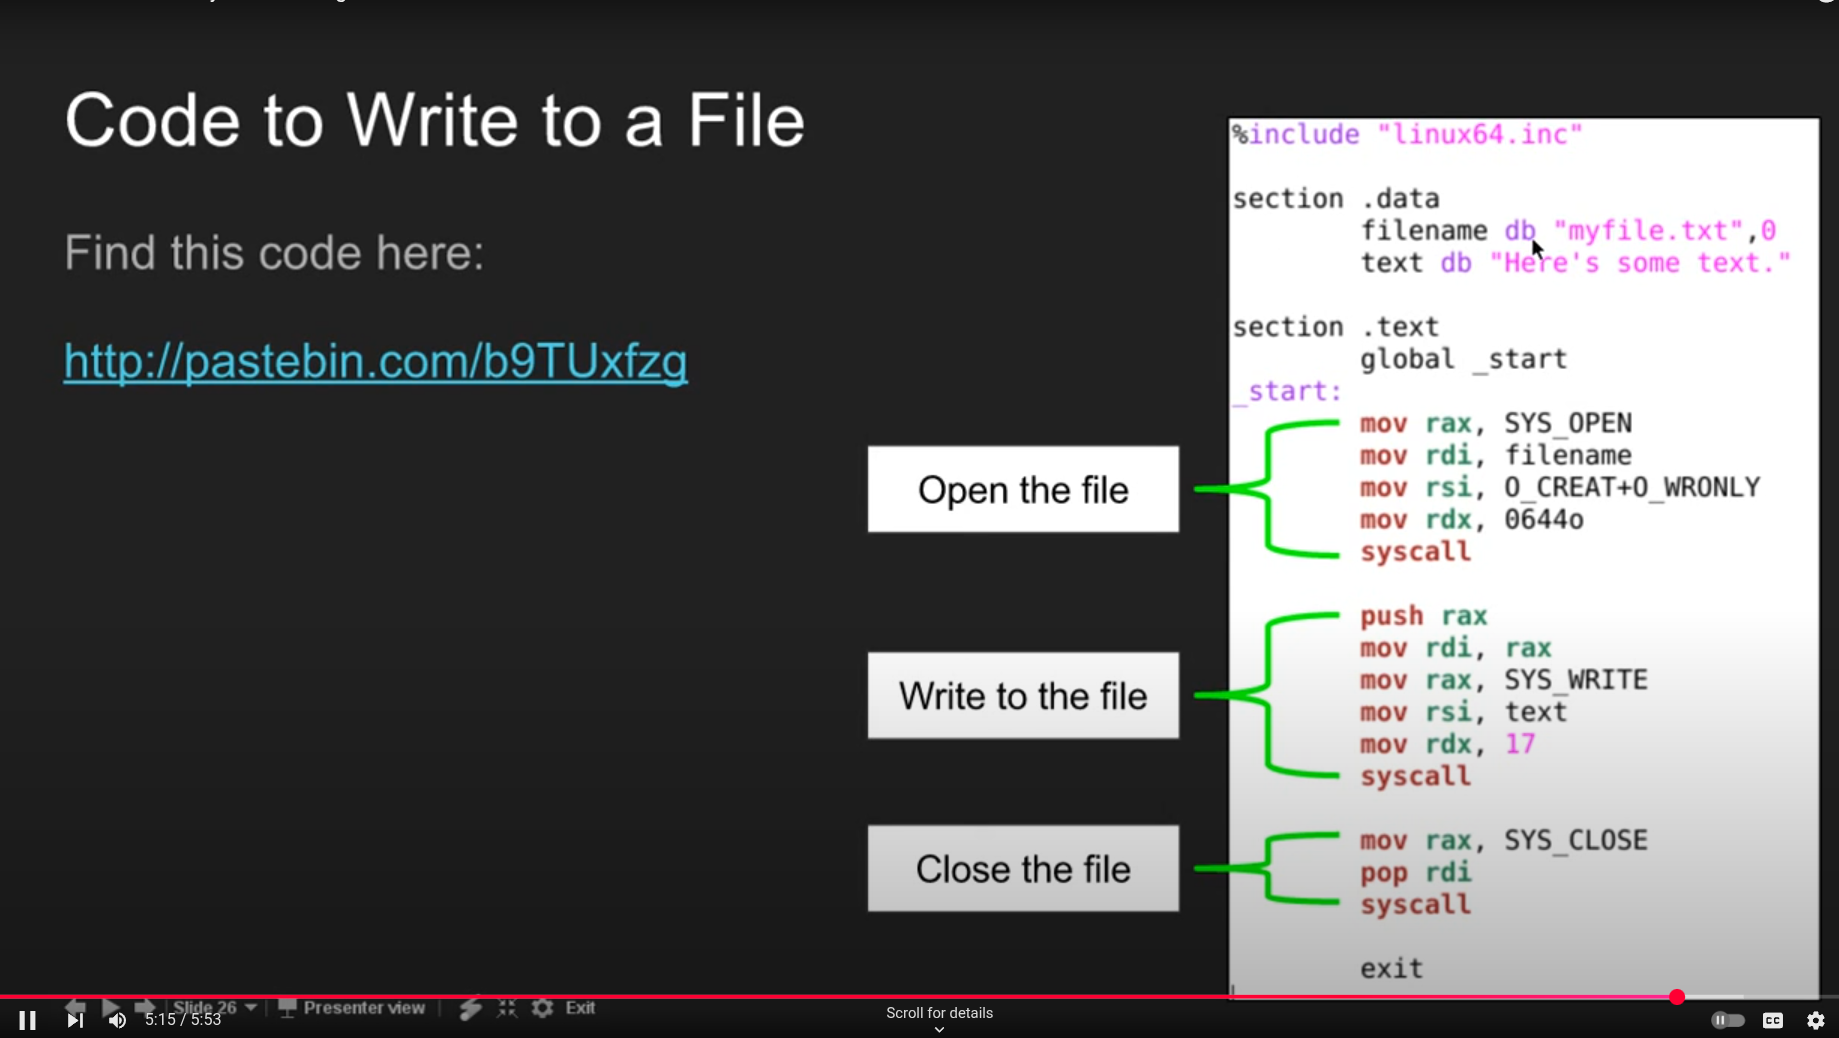 Code to Write to a File
Find this code here:
http://pastebin.com/b9TUxfzg
Open the file
Write to the file
Close the file
%include "linux64.inc"
section .data
filename db "myfile.txt",0
text db "Here's some text."
section .text
global _start
_start:
mov rax, SYS_OPEN
mov rdi, filename
mov rsi, O_CREAT+O_WRONLY
mov rdx, 0644o
syscall
push rax
mov rdi, rax
mov rax, SYS_WRITE
mov rsi, text
mov rdx, 17
syscall
mov rax, SYS_CLOSE
pop rdi
syscall
exit
Slide 26 Presenter view Exit
5:15 / 5:53
Scroll for details
CC